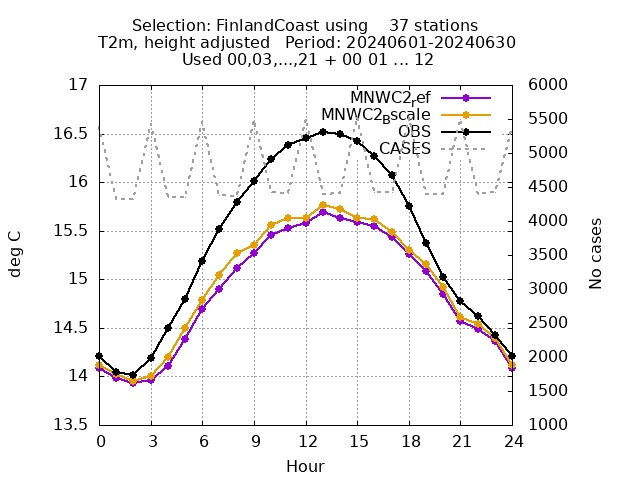 Selection: FinlandCoast using    37 stations
T2m, height adjusted   Period: 20240601-20240630
Used 00,03,...,21 + 00 01 ... 12
17
16.5
16
15.5
15
14.5
14
13.5
6000
5500
5000
4500
4000
3500
3000
2500
2000
1500
1000
MNWC2_ref
MNWC2_Bscale
OBS
CASES
deg C
No cases
0 3 6 9 12 15 18 21 24
Hour